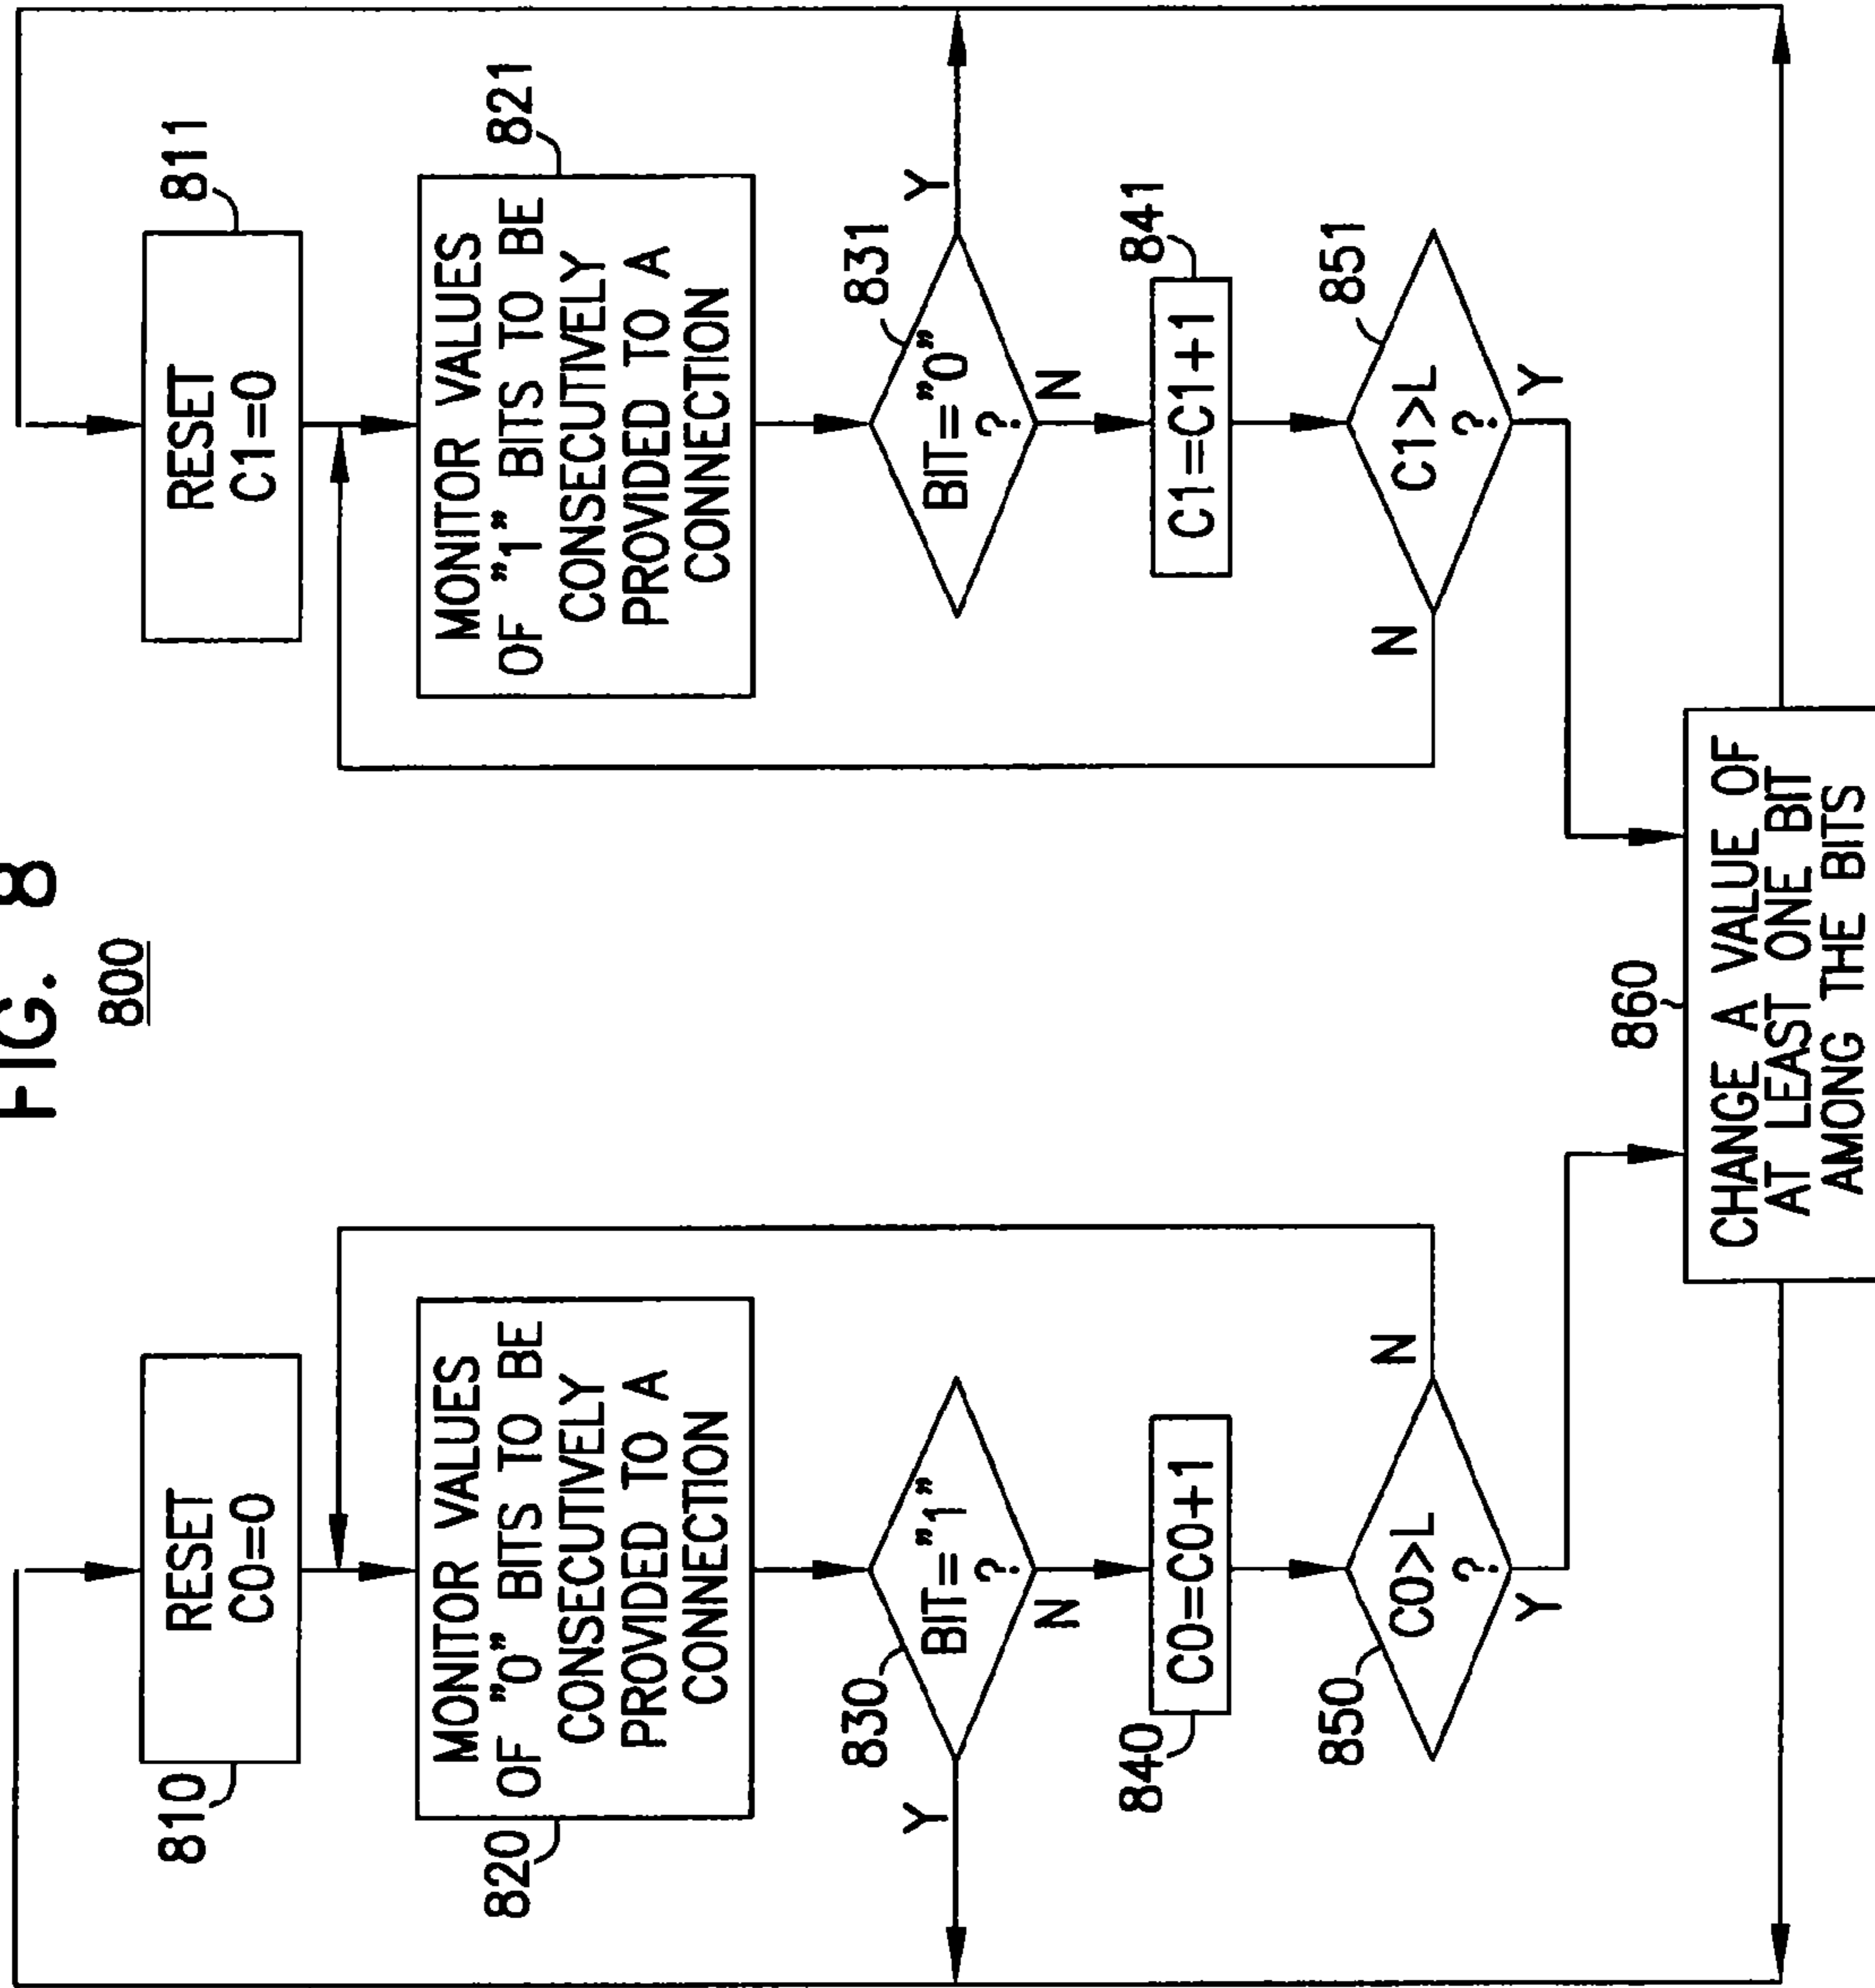 FIG. 8
800
810
RESET
C0=0
820
MONITOR VALUES
OF "0" BITS TO BE
CONSECUTIVELY
PROVIDED TO A
CONNECTION
830
BIT="1"
?
Y
N
840
C0=C0+1
850
C0>L
?
N
Y
811
RESET
C1=0
821
MONITOR VALUES
OF "1" BITS TO BE
CONSECUTIVELY
PROVIDED TO A
CONNECTION
831
BIT="0"
?
Y
N
841
C1=C1+1
851
C1>L
?
N
Y
860
CHANGE A VALUE OF
AT LEAST ONE BIT
AMONG THE BITS